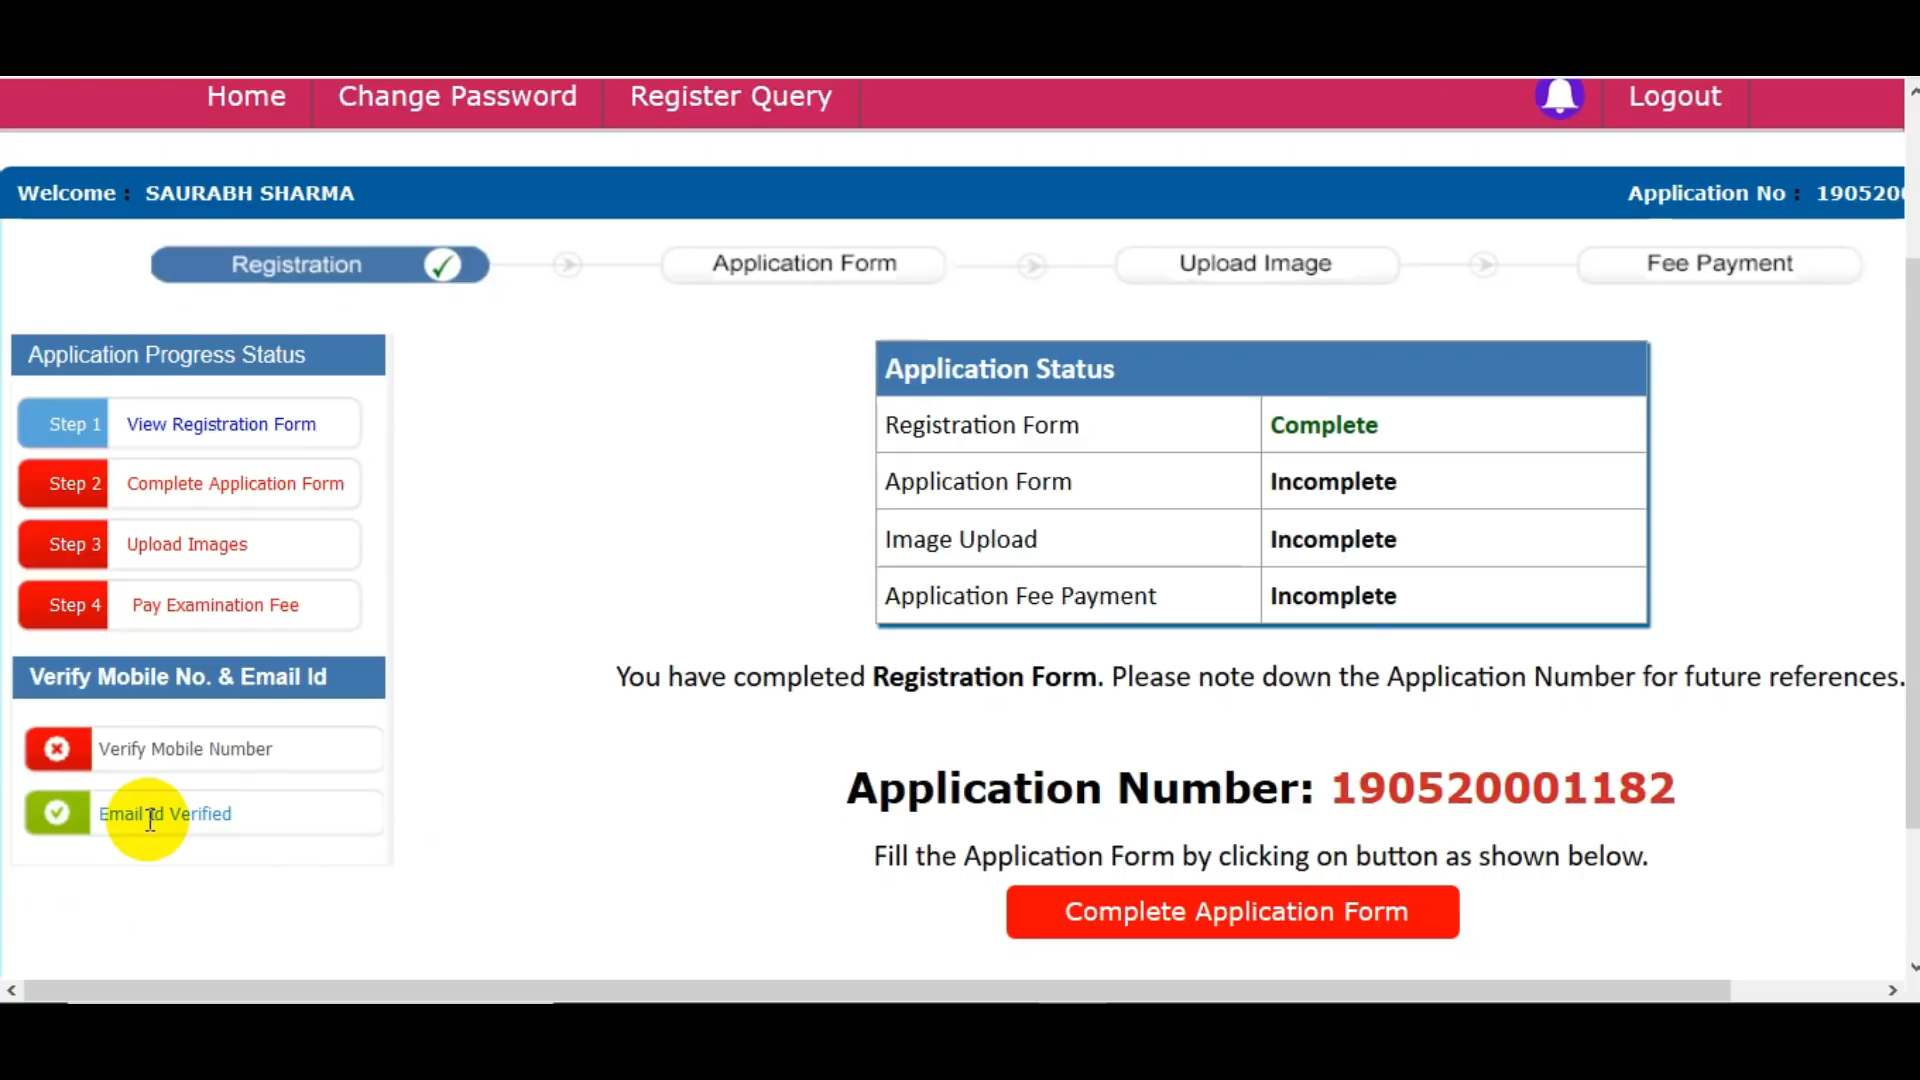 Home Change Password Register Query Logout
Welcome : SAURABH SHARMA Application No : 190520
Registration Application Form Upload Image Fee Payment
Application Progress Status
Step 1 View Registration Form
Step 2 Complete Application Form
Step 3 Upload Images
Step 4 Pay Examination Fee
Verify Mobile No. & Email Id
Verify Mobile Number
Email Id Verified
Application Status
Registration Form Complete
Application Form Incomplete
Image Upload Incomplete
Application Fee Payment Incomplete
You have completed Registration Form. Please note down the Application Number for future references.
Application Number: 190520001182
Fill the Application Form by clicking on button as shown below.
Complete Application Form